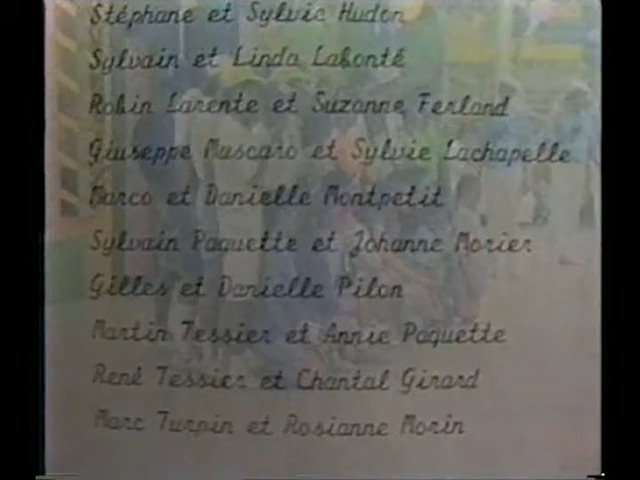 Stéphane et Sylvie Hudon
Sylvain et Linda Labonté
Robin Larente et Suzanne Ferland
Giuseppe Mascaro et Sylvie Lachapelle
Marco et Danielle Montpetit
Sylvain Paquette et Johanne Morier
Gilles et Danielle Pilon
Martin Tessier et Annie Paquette
René Tessier et Chantal Girard
Marc Turpin et Rosianne Morin